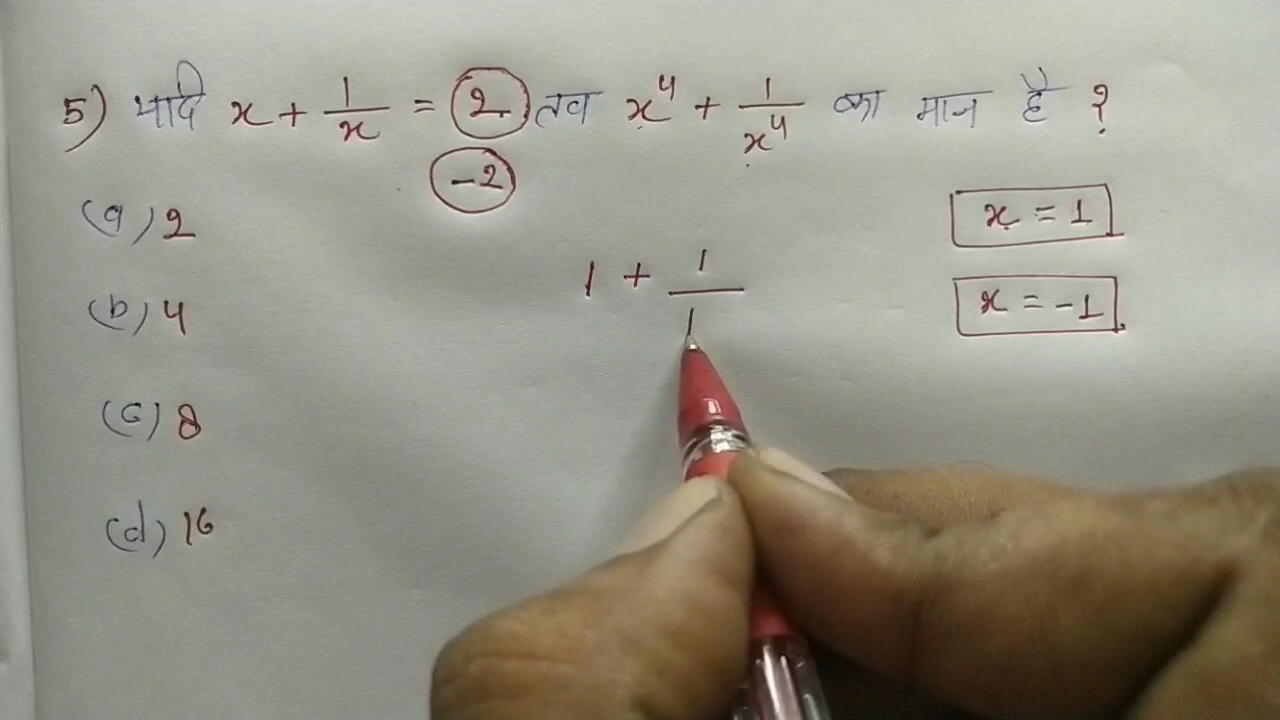 5) यदि x + 1/x = 2 तब x⁴ + 1/x⁴ का मान है ?
-2
(a) 2
x = 1
1 + 1/1
(b) 4
x = -1
(c) 8
(d) 16